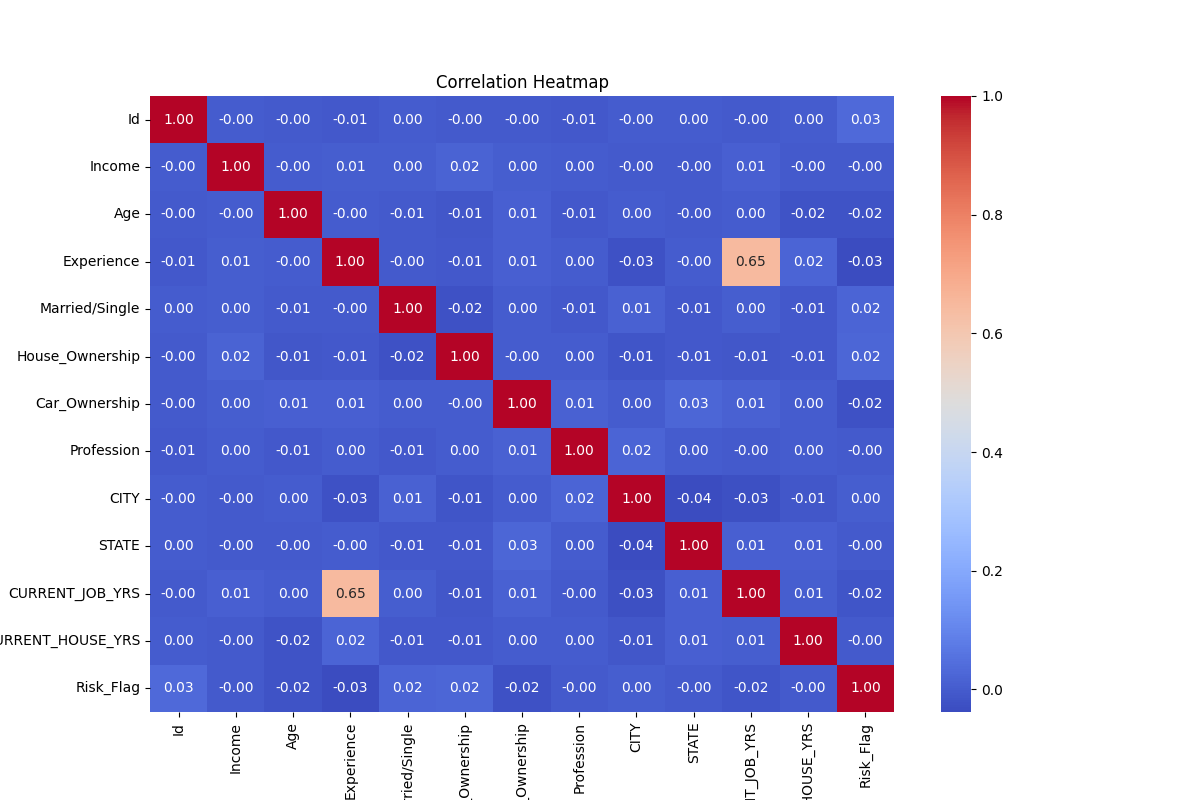 Correlation Heatmap
Id 1.00 -0.00 -0.00 -0.01 0.00 -0.00 -0.00 -0.01 -0.00 0.00 -0.00 0.00 0.03
Income -0.00 1.00 -0.00 0.01 0.00 0.02 0.00 0.00 -0.00 -0.00 0.01 -0.00 -0.00
Age -0.00 -0.00 1.00 -0.00 -0.01 -0.01 0.01 -0.01 0.00 -0.00 0.00 -0.02 -0.02
Experience -0.01 0.01 -0.00 1.00 -0.00 -0.01 0.01 0.00 -0.03 -0.00 0.65 0.02 -0.03
Married/Single 0.00 0.00 -0.01 -0.00 1.00 -0.02 0.00 -0.01 0.01 -0.01 0.00 -0.01 0.02
House_Ownership -0.00 0.02 -0.01 -0.01 -0.02 1.00 -0.00 0.00 -0.01 -0.01 -0.01 -0.01 0.02
Car_Ownership -0.00 0.00 0.01 0.01 0.00 -0.00 1.00 0.01 0.00 0.03 0.01 0.00 -0.02
Profession -0.01 0.00 -0.01 0.00 -0.01 0.00 0.01 1.00 0.02 0.00 -0.00 0.00 -0.00
CITY -0.00 -0.00 0.00 -0.03 0.01 -0.01 0.00 0.02 1.00 -0.04 -0.03 -0.01 0.00
STATE 0.00 -0.00 -0.00 -0.00 -0.01 -0.01 0.03 0.00 -0.04 1.00 0.01 0.01 -0.00
CURRENT_JOB_YRS -0.00 0.01 0.00 0.65 0.00 -0.01 0.01 -0.00 -0.03 0.01 1.00 0.01 -0.02
URRENT_HOUSE_YRS 0.00 -0.00 -0.02 0.02 -0.01 -0.01 0.00 0.00 -0.01 0.01 0.01 1.00 -0.00
Risk_Flag 0.03 -0.00 -0.02 -0.03 0.02 0.02 -0.02 -0.00 0.00 -0.00 -0.02 -0.00 1.00
Id
Income
Age
Experience
rried/Single
_Ownership
_Ownership
Profession
CITY
STATE
NT_JOB_YRS
HOUSE_YRS
Risk_Flag
1.0
0.8
0.6
0.4
0.2
0.0